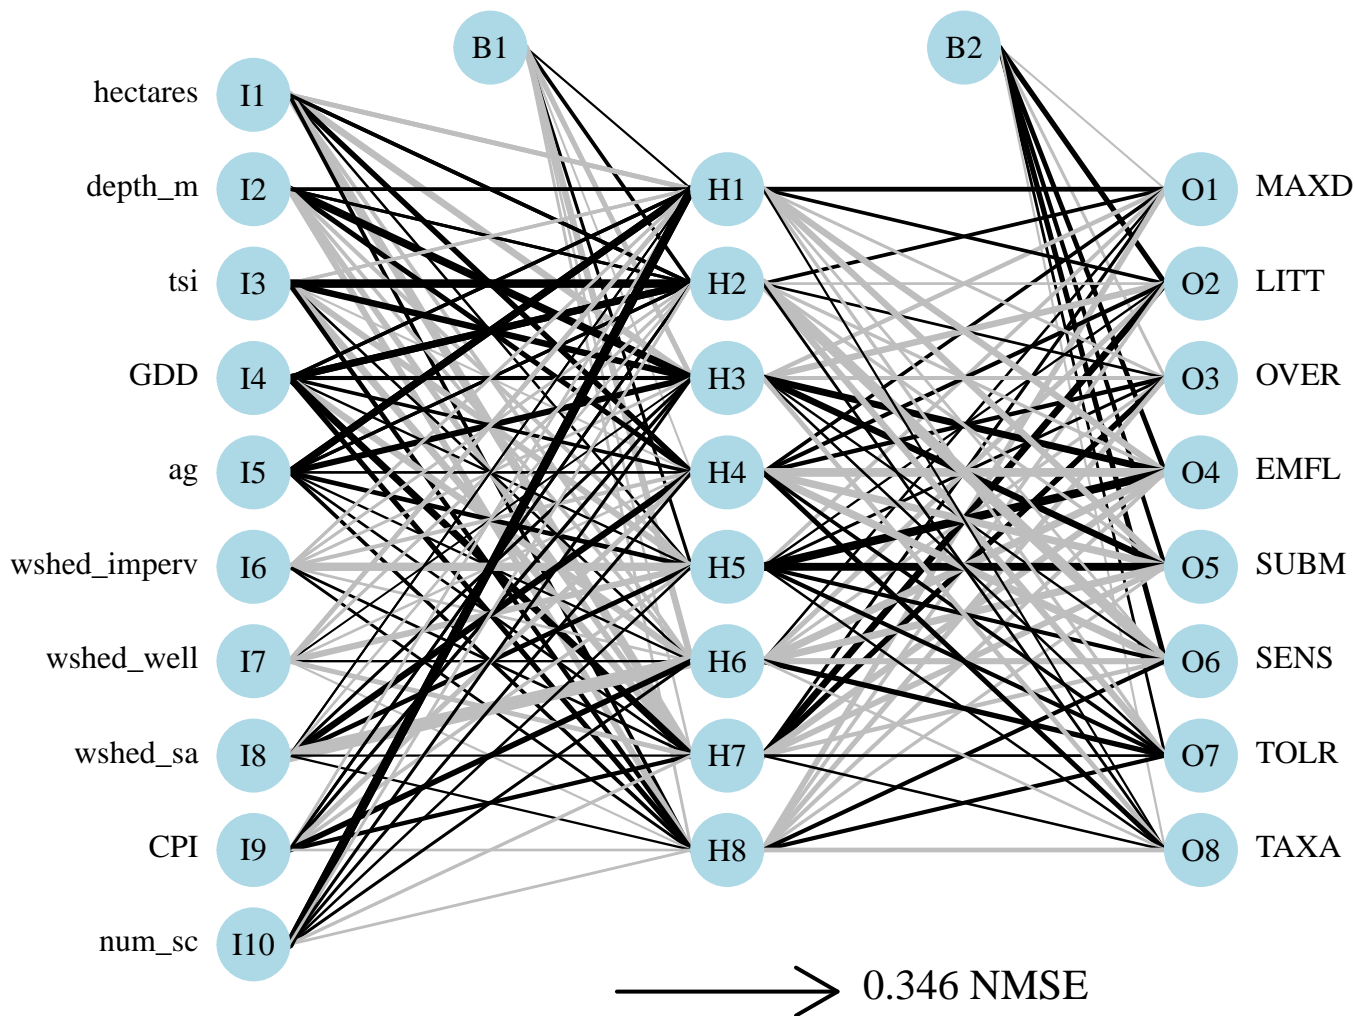 B1 B2
hectares I1
depth_m I2 H1 O1 MAXD
tsi I3 H2 O2 LITT
GDD I4 H3 O3 OVER
ag I5 H4 O4 EMFL
wshed_imperv I6 H5 O5 SUBM
wshed_well I7 H6 O6 SENS
wshed_sa I8 H7 O7 TOLR
CPI I9 H8 O8 TAXA
num_sc I10
0.346 NMSE